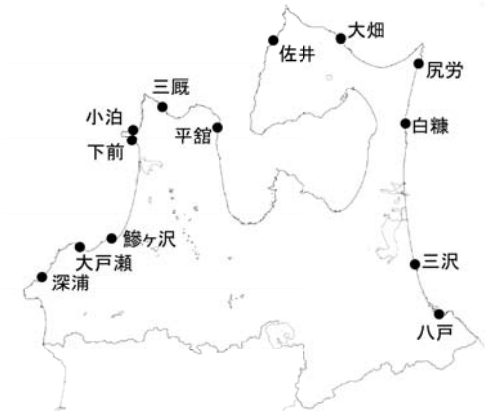 大畑
佐井
尻労
三厩
小泊
白糠
下前
平舘
鰺ヶ沢
大戸瀬
三沢
深浦
八戸